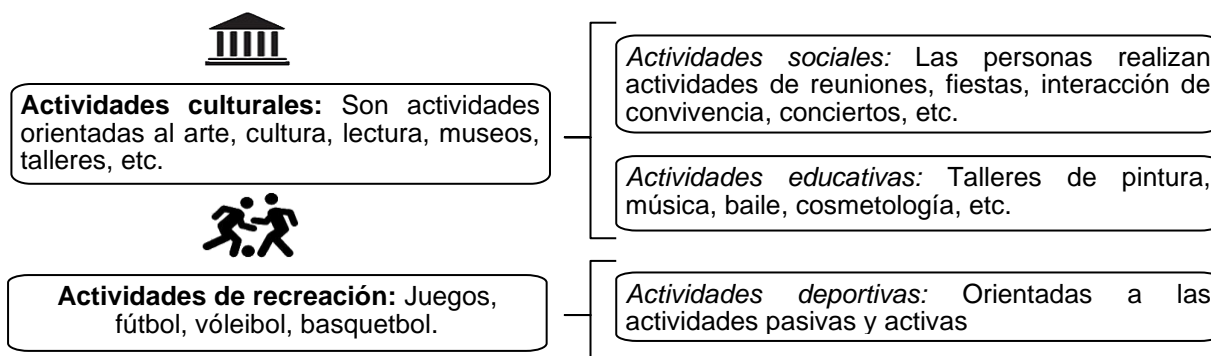 Actividades culturales: Son actividades
orientadas al arte, cultura, lectura, museos,
talleres, etc.
Actividades sociales: Las personas realizan
actividades de reuniones, fiestas, interacción de
convivencia, conciertos, etc.
Actividades educativas: Talleres de pintura,
música, baile, cosmetología, etc.
Actividades de recreación: Juegos,
fútbol, vóleibol, basquetbol.
Actividades deportivas: Orientadas a las
actividades pasivas y activas